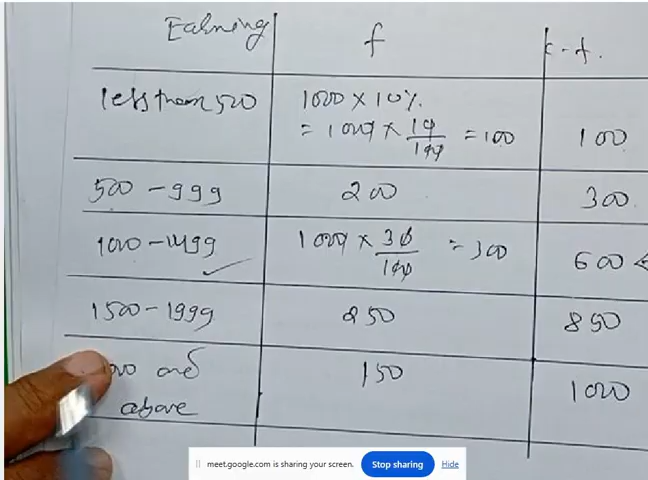 Earning f c.f.
less than 500 1000 × 10%
= 1000 × 10/100 = 100 100
500 - 999 200 300
1000 - 1499 1000 × 30/100 = 300 600
1500 - 1999 250 850
and 150 1000
above
meet.google.com is sharing your screen. Stop sharing Hide